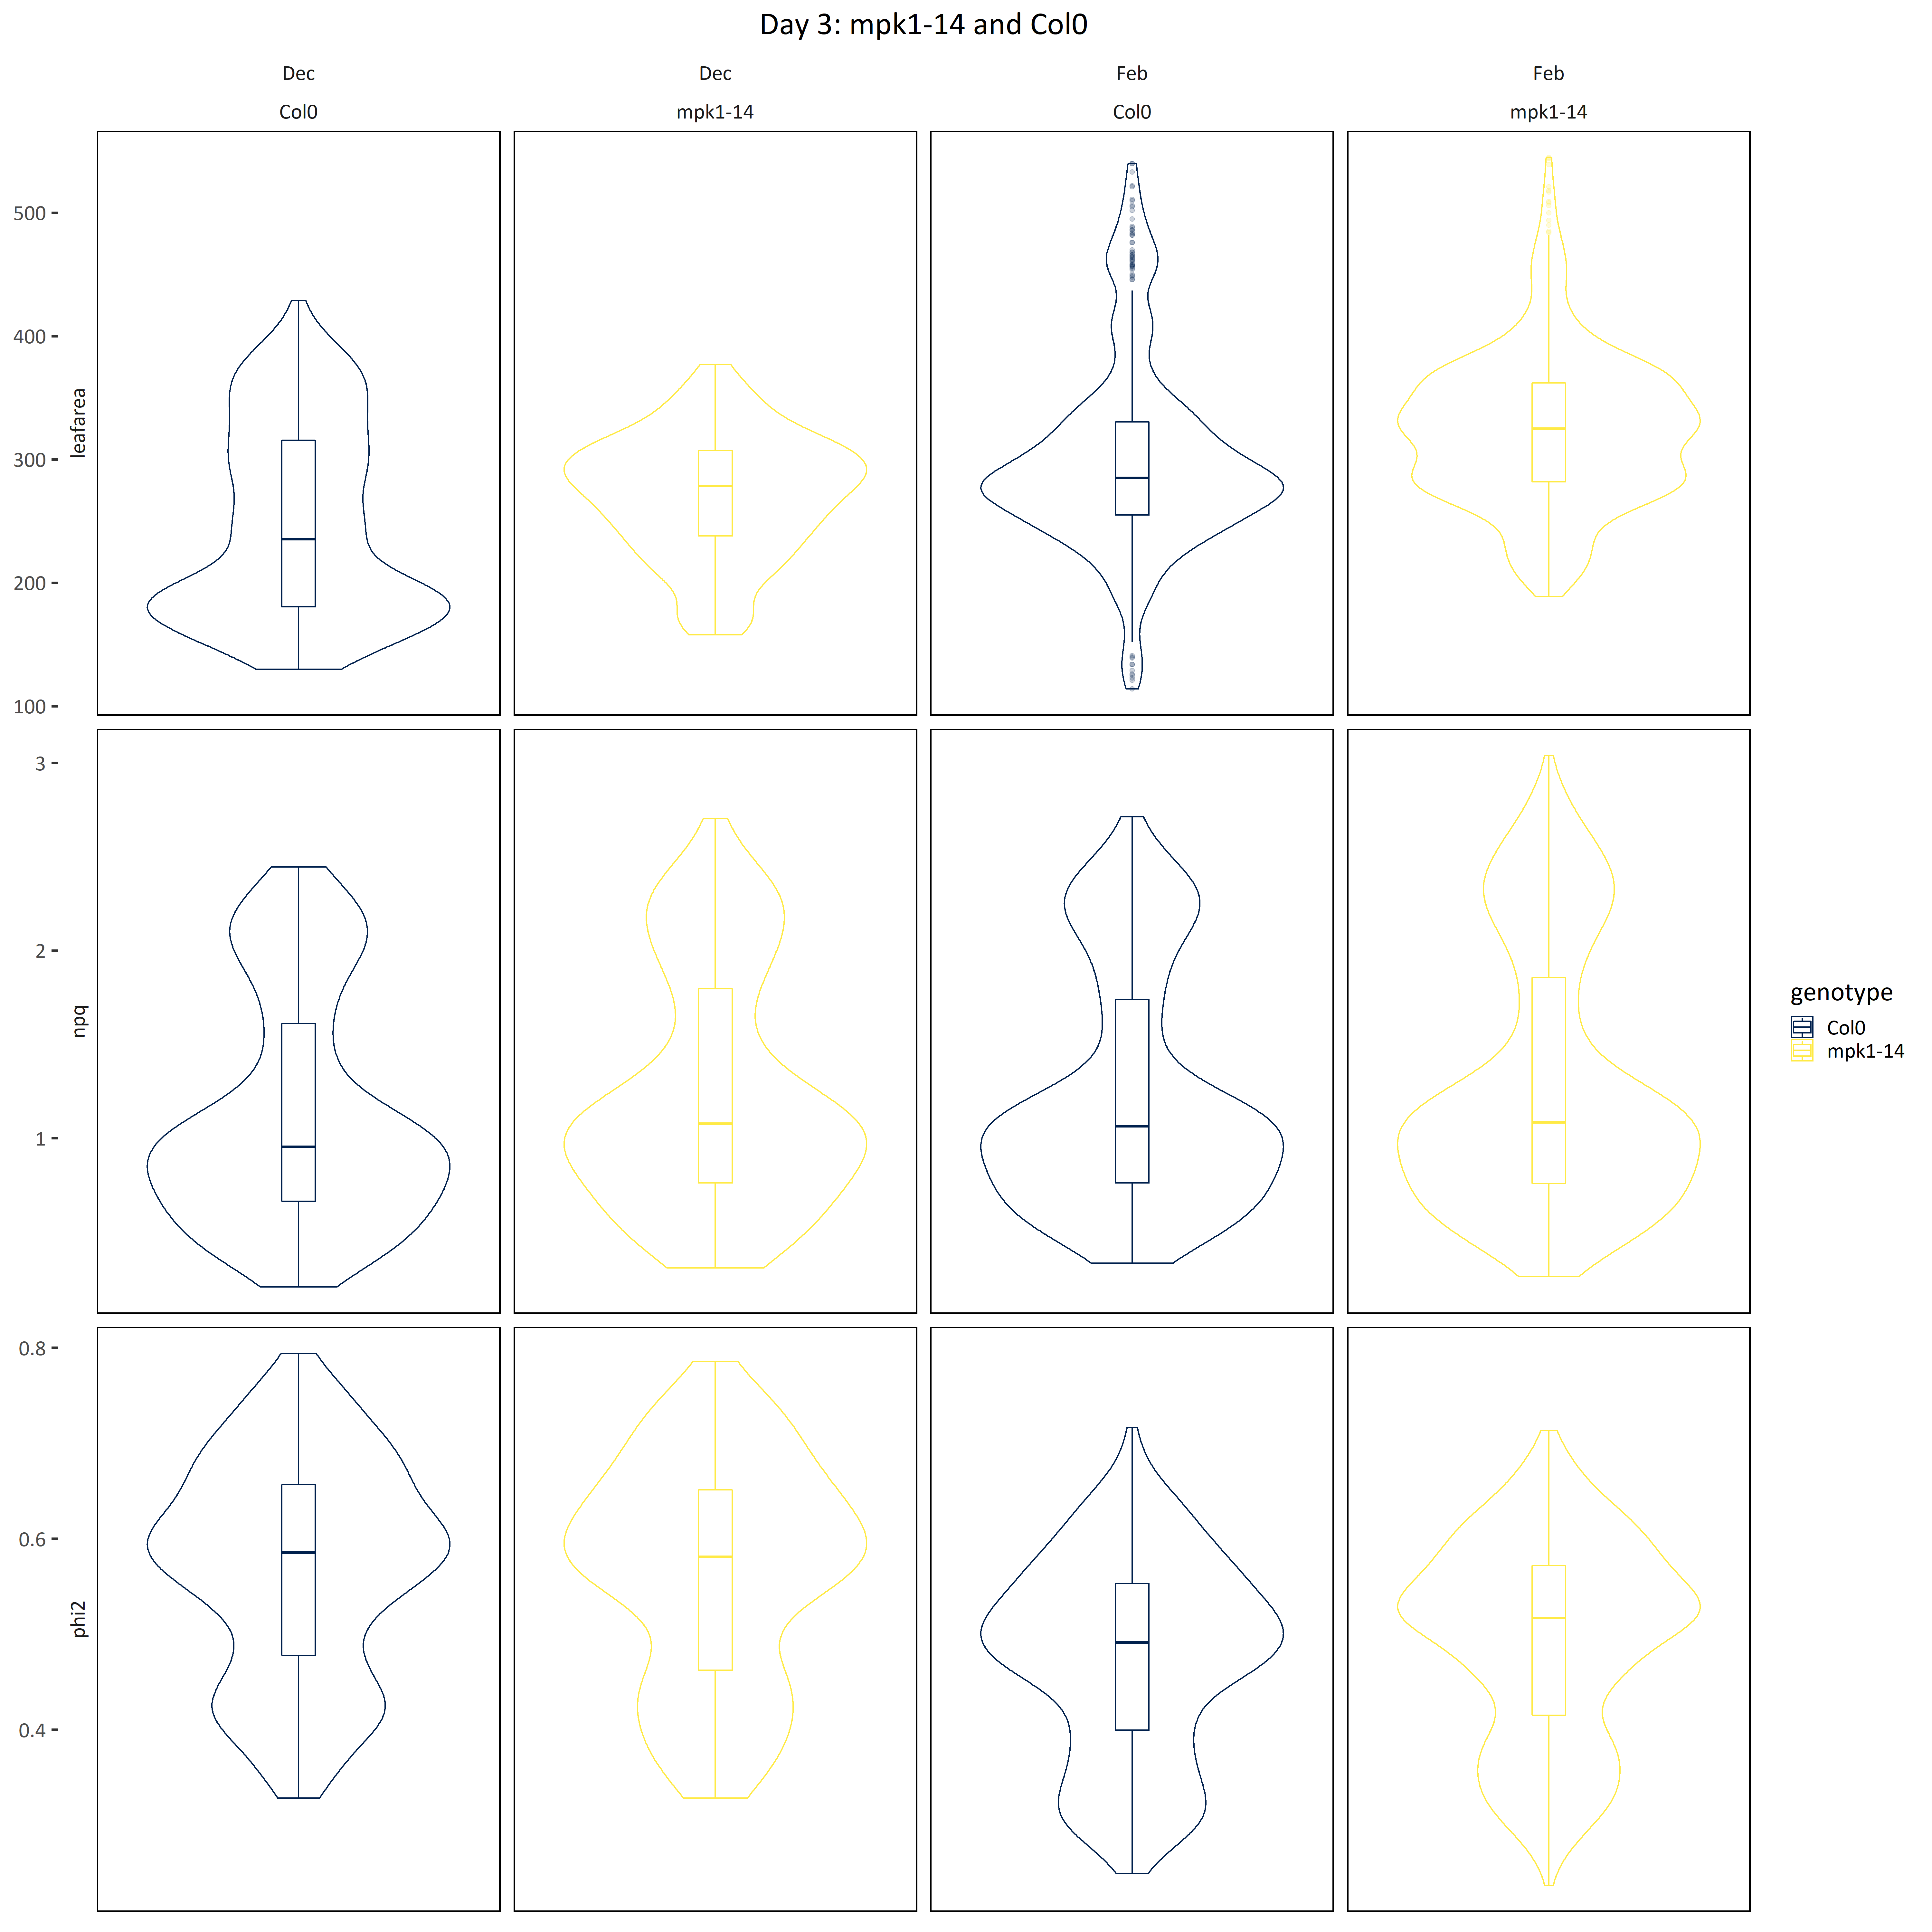 Day 3: mpk1-14 and Col0
Dec Dec Feb Feb
Col0 mpk1-14 Col0 mpk1-14
500
400
300
200
100
leafarea
3
2
1
npq
0.8
0.6
0.4
phi2
genotype
Col0
mpk1-14